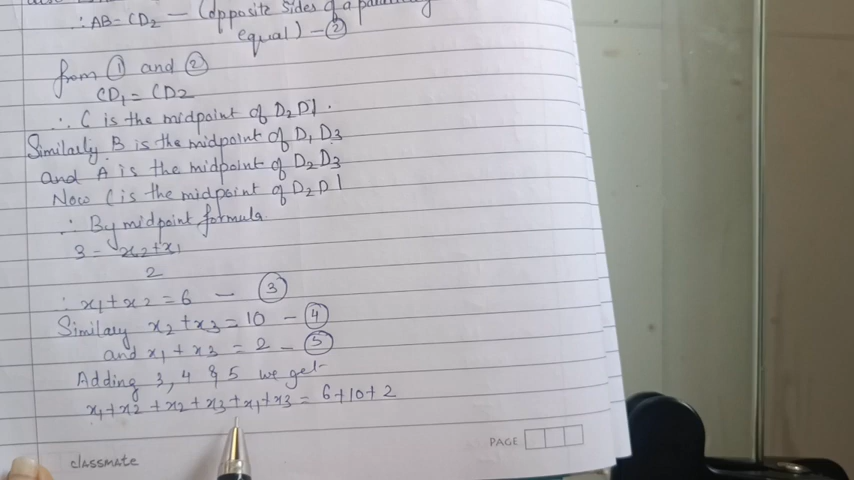 ∴ AB = CD2 — (opposite sides of a
equal) — ②
from ① and ②
CD1 = CD2
∴ C is the midpoint of D2D1.
Similarly B is the midpoint of D1D3
and A is the midpoint of D2D3
Now C is the midpoint of D2D1
∴ By midpoint formula
3 = x2+x1
2
∴ x1+x2 = 6 — ③
Similary x2+x3 = 10 — ④
and x1+x3 = 2 — ⑤
Adding 3, 4 & 5 we get
x1+x2+x2+x3+x1+x3 = 6+10+2
PAGE
classmate